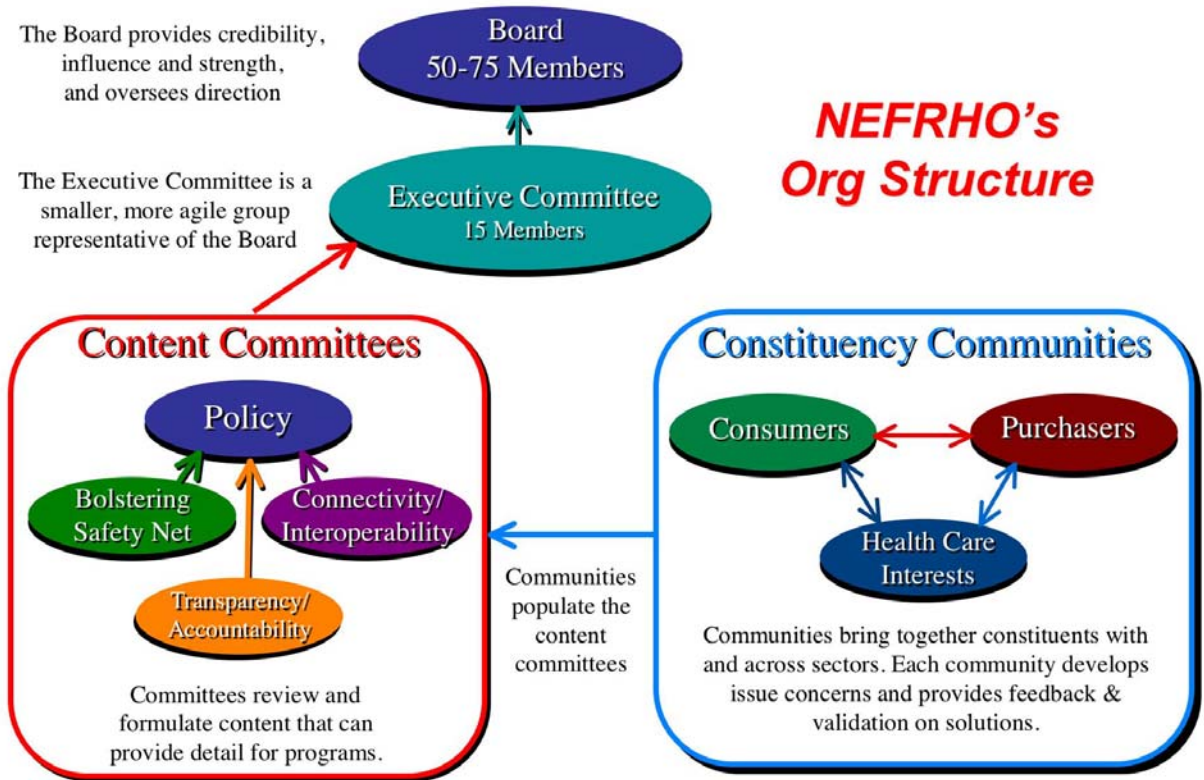 The Board provides credibility,
influence and strength,
and oversees direction
Board
50-75 Members
NEFRHO's
Org Structure
The Executive Committee is a
smaller, more agile group
representative of the Board
Executive Committee
15 Members
Content Committees
Policy
Bolstering
Safety Net
Connectivity/
Interoperability
Transparency/
Accountability
Committees review and
formulate content that can
provide detail for programs.
Communities
populate the
content
committees
Constituency Communities
Consumers
Purchasers
Health Care
Interests
Communities bring together constituents with
and across sectors. Each community develops
issue concerns and provides feedback &
validation on solutions.